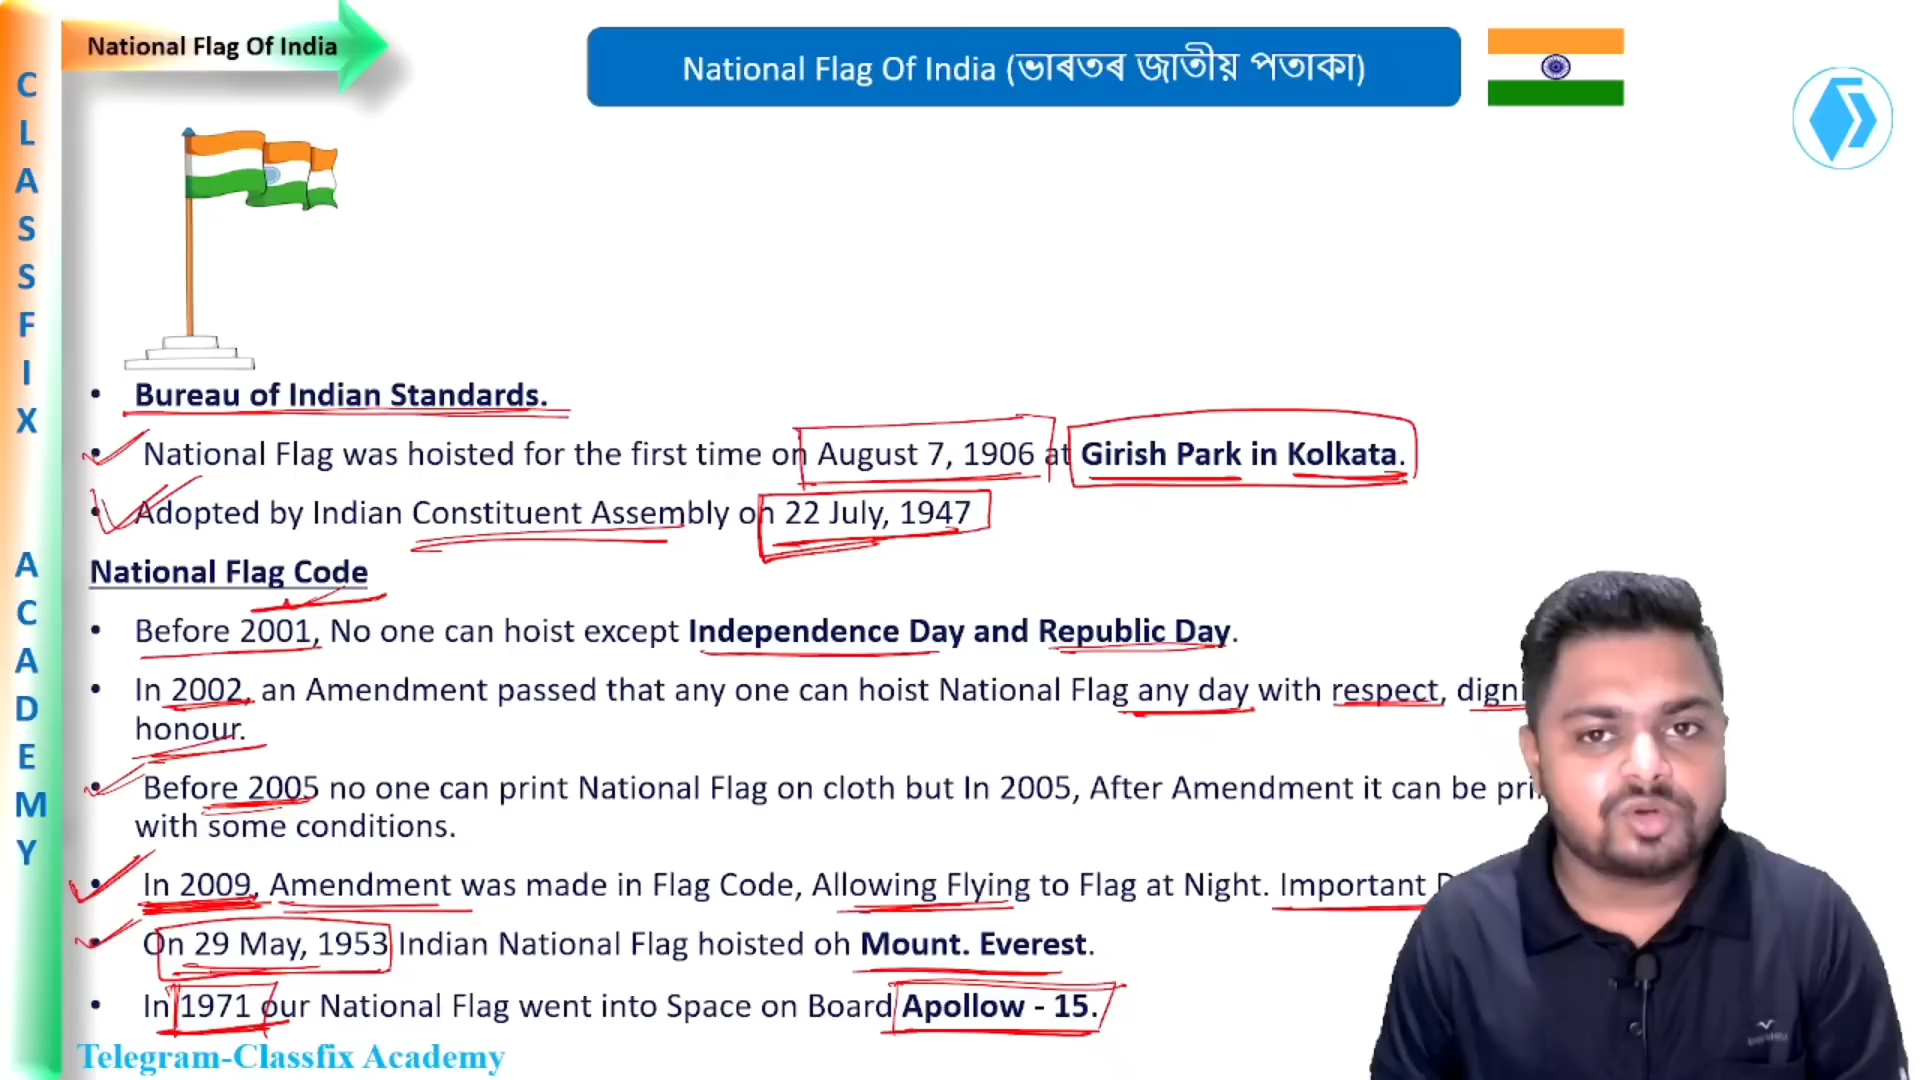 National Flag Of India
National Flag Of India (ভাৰতৰ জাতীয় পতাকা)
CLASSFIX ACADEMY
• Bureau of Indian Standards.
• National Flag was hoisted for the first time on August 7, 1906 at Girish Park in Kolkata.
• Adopted by Indian Constituent Assembly on 22 July, 1947
National Flag Code
• Before 2001, No one can hoist except Independence Day and Republic Day.
• In 2002, an Amendment passed that any one can hoist National Flag any day with respect,
honour.
• Before 2005 no one can print National Flag on cloth but In 2005, After Amendment it can be
with some conditions.
• In 2009, Amendment was made in Flag Code, Allowing Flying to Flag at Night. Important
• On 29 May, 1953 Indian National Flag hoisted oh Mount. Everest.
• In 1971 our National Flag went into Space on Board Apollow - 15.
Telegram-Classfix Academy